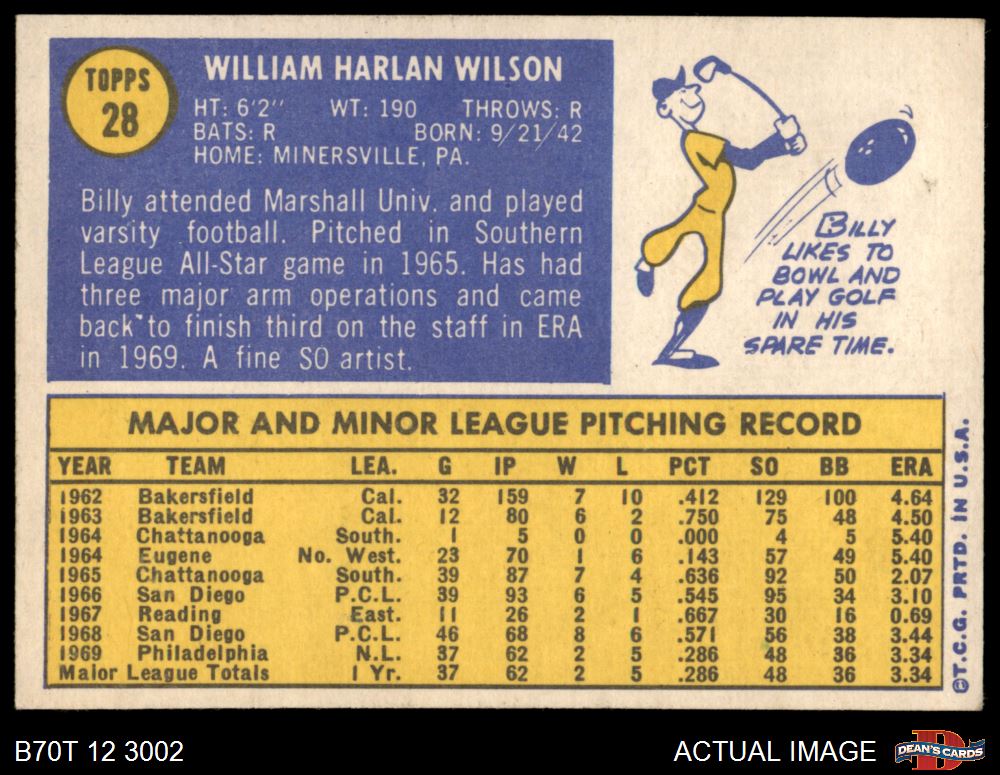 TOPPS
28
WILLIAM HARLAN WILSON
HT: 6'2" WT: 190 THROWS: R
BATS: R BORN: 9/21/42
HOME: MINERSVILLE, PA.
Billy attended Marshall Univ. and played
varsity football. Pitched in Southern
League All-Star game in 1965. Has had
three major arm operations and came
back to finish third on the staff in ERA
in 1969. A fine SO artist.
BILLY
LIKES TO
BOWL AND
PLAY GOLF
IN HIS
SPARE TIME.
MAJOR AND MINOR LEAGUE PITCHING RECORD
YEAR TEAM LEA. G IP W L PCT SO BB ERA
1962 Bakersfield Cal. 32 159 7 10 .412 129 100 4.64
1963 Bakersfield Cal. 12 80 6 2 .750 75 48 4.50
1964 Chattanooga South. 1 5 0 0 .000 4 5 5.40
1964 Eugene No. West. 23 70 1 6 .143 57 49 5.40
1965 Chattanooga South. 39 87 7 4 .636 92 50 2.07
1966 San Diego P.C.L. 39 93 6 5 .545 95 34 3.10
1967 Reading East. 11 26 2 1 .667 30 16 0.69
1968 San Diego P.C.L. 46 68 8 6 .571 56 38 3.44
1969 Philadelphia N.L. 37 62 2 5 .286 48 36 3.34
Major League Totals 1 Yr. 37 62 2 5 .286 48 36 3.34
©T.C.G. PRTD. IN U.S.A.
B70T 12 3002
ACTUAL IMAGE
D
DEAN'S CARDS